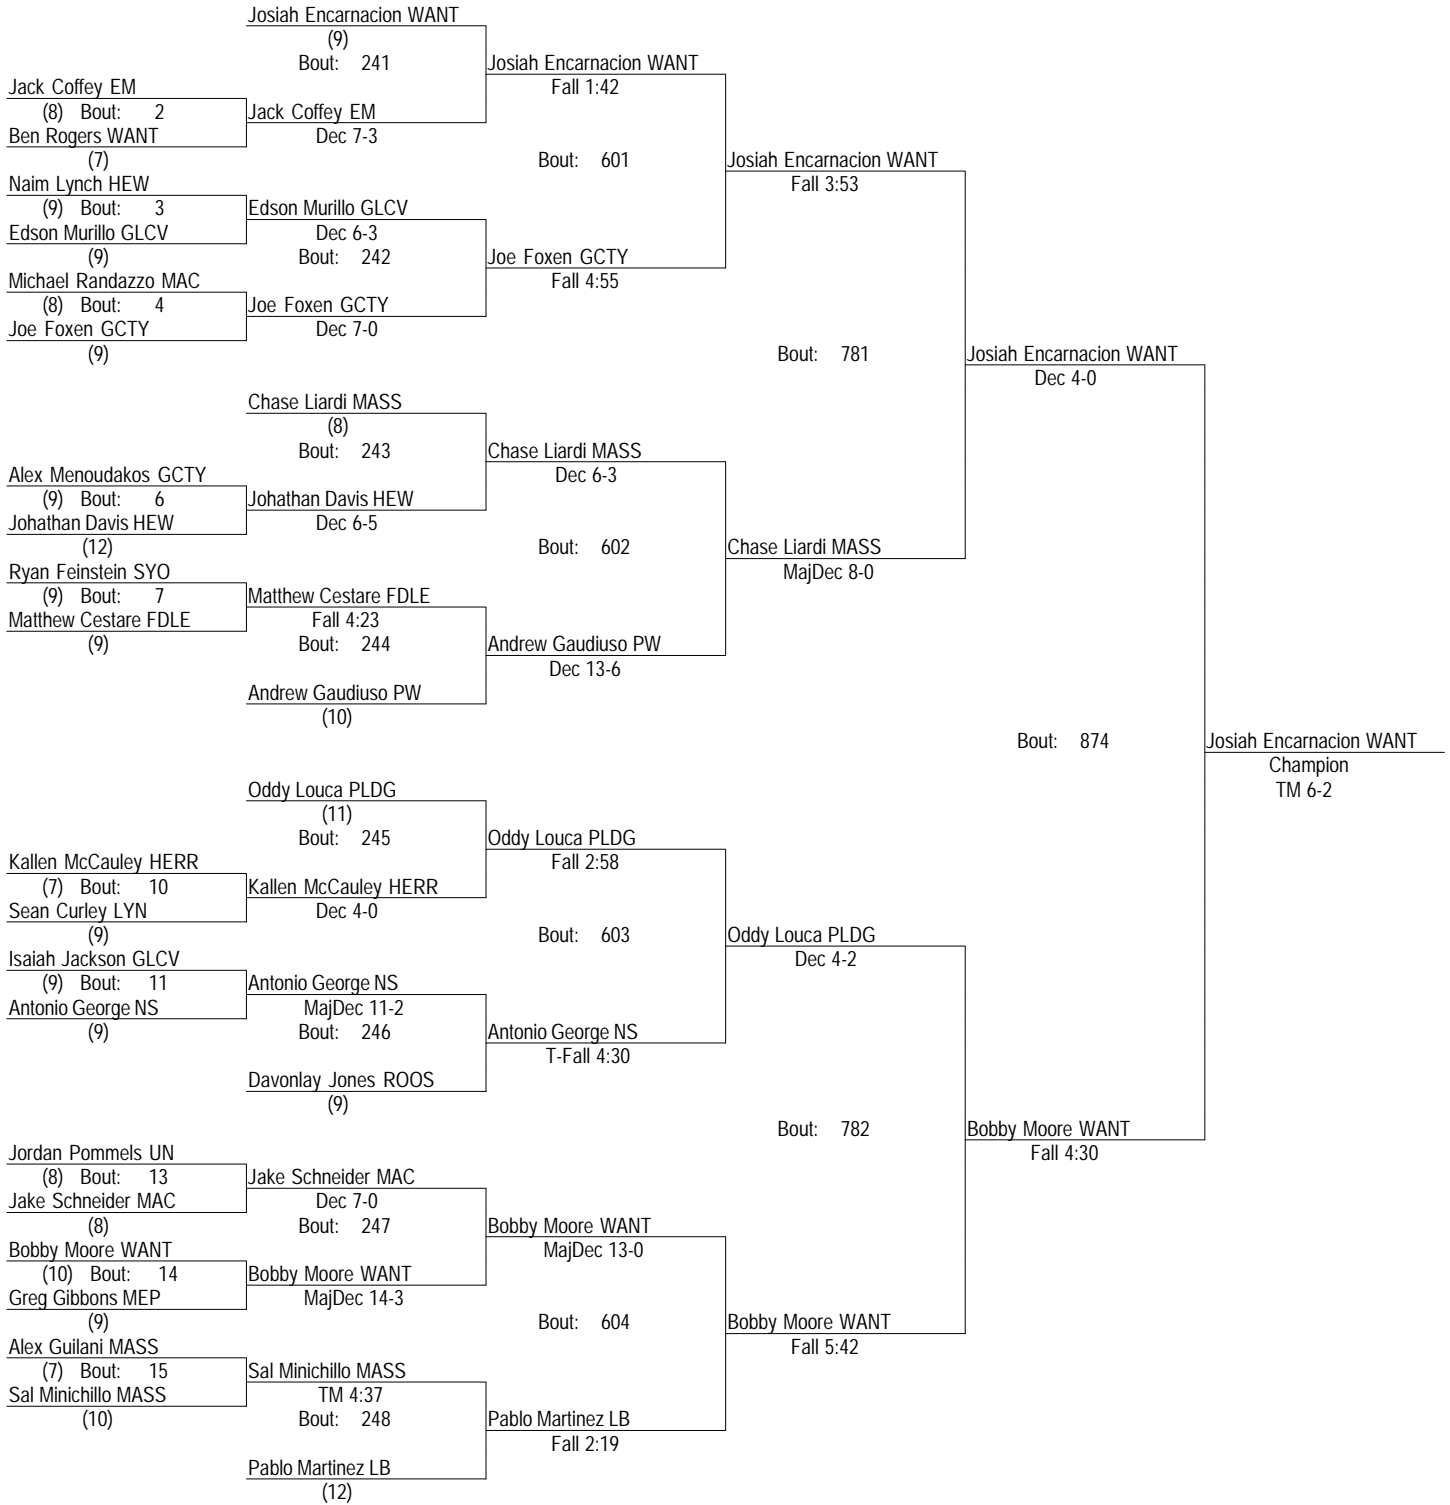 Josiah Encarnacion WANT
(9)
Bout: 241
Josiah Encarnacion WANT
Fall 1:42
Jack Coffey EM
(8) Bout: 2
Jack Coffey EM
Dec 7-3
Ben Rogers WANT
(7)
Bout: 601
Josiah Encarnacion WANT
Fall 3:53
Naim Lynch HEW
(9) Bout: 3
Edson Murillo GLCV
Dec 6-3
Edson Murillo GLCV
(9)
Bout: 242
Joe Foxen GCTY
Fall 4:55
Michael Randazzo MAC
(8) Bout: 4
Joe Foxen GCTY
Dec 7-0
Joe Foxen GCTY
(9)
Bout: 781
Josiah Encarnacion WANT
Dec 4-0
Chase Liardi MASS
(8)
Bout: 243
Chase Liardi MASS
Dec 6-3
Alex Menoudakos GCTY
(9) Bout: 6
Johathan Davis HEW
Dec 6-5
Johathan Davis HEW
(12)
Bout: 602
Chase Liardi MASS
MajDec 8-0
Ryan Feinstein SYO
(9) Bout: 7
Matthew Cestare FDLE
Fall 4:23
Matthew Cestare FDLE
(9)
Bout: 244
Andrew Gaudiuso PW
Dec 13-6
Andrew Gaudiuso PW
(10)
Bout: 874
Josiah Encarnacion WANT
Champion
TM 6-2
Oddy Louca PLDG
(11)
Bout: 245
Oddy Louca PLDG
Fall 2:58
Kallen McCauley HERR
(7) Bout: 10
Kallen McCauley HERR
Dec 4-0
Sean Curley LYN
(9)
Bout: 603
Oddy Louca PLDG
Dec 4-2
Isaiah Jackson GLCV
(9) Bout: 11
Antonio George NS
MajDec 11-2
Antonio George NS
(9)
Bout: 246
Antonio George NS
T-Fall 4:30
Davonlay Jones ROOS
(9)
Bout: 782
Bobby Moore WANT
Fall 4:30
Jordan Pommels UN
(8) Bout: 13
Jake Schneider MAC
Dec 7-0
Jake Schneider MAC
(8)
Bout: 247
Bobby Moore WANT
MajDec 13-0
Bobby Moore WANT
(10) Bout: 14
Bobby Moore WANT
MajDec 14-3
Greg Gibbons MEP
(9)
Bout: 604
Bobby Moore WANT
Fall 5:42
Alex Guilani MASS
(7) Bout: 15
Sal Minichillo MASS
TM 4:37
Sal Minichillo MASS
(10)
Bout: 248
Pablo Martinez LB
Fall 2:19
Pablo Martinez LB
(12)